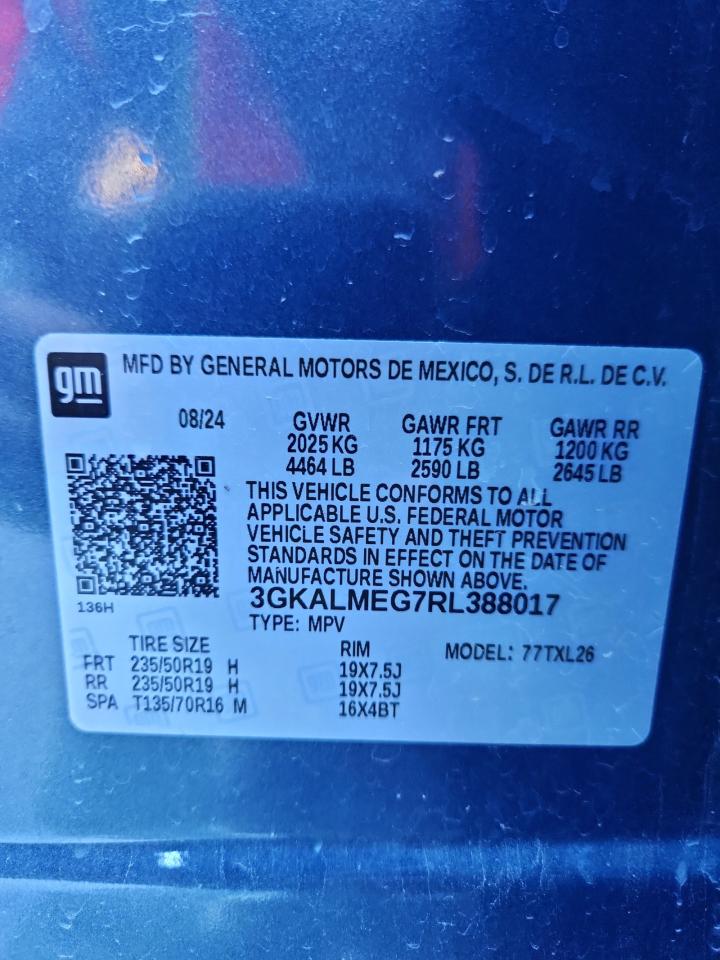 gm
MFD BY GENERAL MOTORS DE MEXICO, S. DE R.L. DE C.V.
08/24 GVWR GAWR FRT GAWR RR
2025 KG 1175 KG 1200 KG
4464 LB 2590 LB 2645 LB
THIS VEHICLE CONFORMS TO ALL
APPLICABLE U.S. FEDERAL MOTOR
VEHICLE SAFETY AND THEFT PREVENTION
STANDARDS IN EFFECT ON THE DATE OF
MANUFACTURE SHOWN ABOVE.
136H
3GKALMEG7RL388017
TYPE: MPV
TIRE SIZE RIM MODEL: 77TXL26
FRT 235/50R19 H 19X7.5J
RR 235/50R19 H 19X7.5J
SPA T135/70R16 M 16X4BT